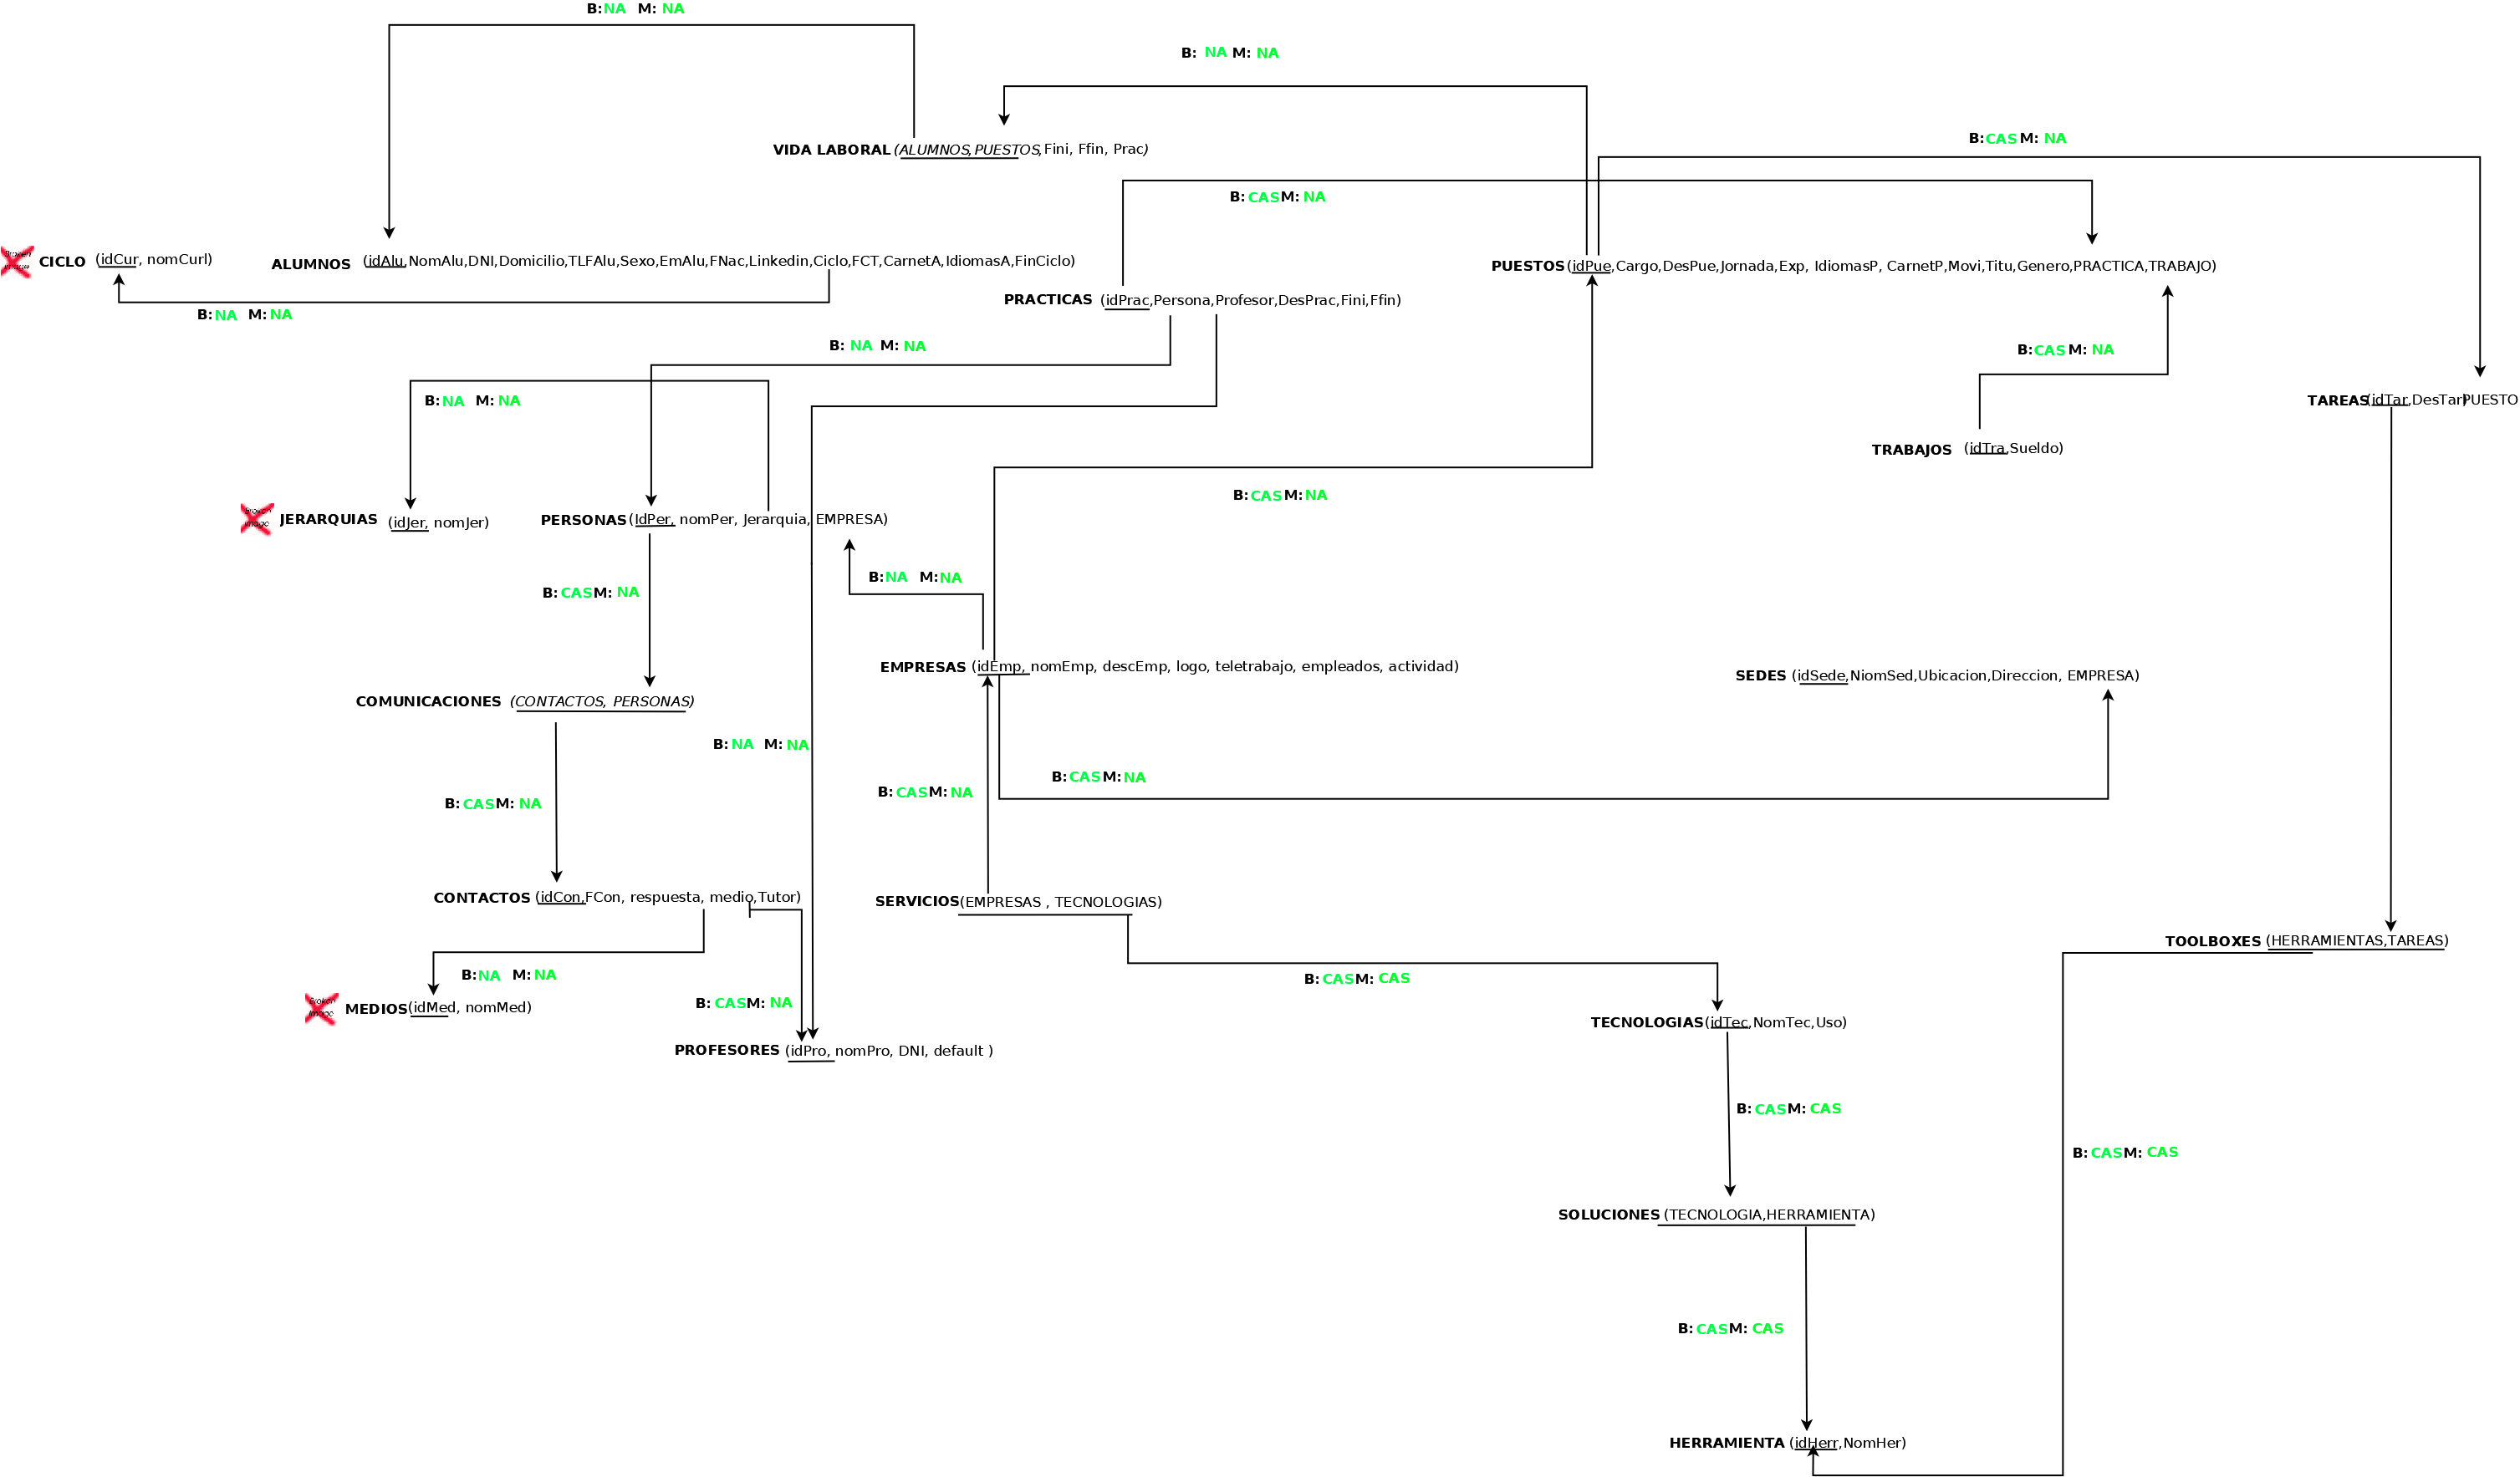 B:NA M: NA
B: NA M: NA
B:CAS M: NA
VIDA LABORAL (ALUMNOS,PUESTOS,Fini, Ffin, Prac)
B: CAS M: NA
Broken image
CICLO (idCur, nomCurl)
ALUMNOS (idAlu,NomAlu,DNI,Domicilio,TLFAlu,Sexo,EmAlu,FNac,Linkedin,Ciclo,FCT,CarnetA,IdiomasA,FinCiclo)
PUESTOS (idPue,Cargo,DesPue,Jornada,Exp, IdiomasP, CarnetP,Movi,Titu,Genero,PRACTICA,TRABAJO)
PRACTICAS (idPrac,Persona,Profesor,DesPrac,Fini,Ffin)
B:NA M:NA
B: NA M: NA
B:CAS M: NA
B:NA M: NA
TAREAS(idTar,DesTar)PUESTO
TRABAJOS (idTra,Sueldo)
B:CAS M:NA
Broken image
JERARQUIAS (idJer, nomJer)
PERSONAS (IdPer, nomPer, Jerarquia, EMPRESA)
B:NA M:NA
B:CAS M: NA
EMPRESAS (idEmp, nomEmp, descEmp, logo, teletrabajo, empleados, actividad)
SEDES (idSede,NiomSed,Ubicacion,Direccion, EMPRESA)
COMUNICACIONES (CONTACTOS, PERSONAS)
B:NA M: NA
B:CAS M:NA
B: CAS M: NA
B:CAS M: NA
CONTACTOS (idCon,FCon, respuesta, medio,Tutor)
SERVICIOS(EMPRESAS , TECNOLOGIAS)
TOOLBOXES (HERRAMIENTAS,TAREAS)
B:NA M: NA
B: CAS M: CAS
Broken image
MEDIOS(idMed, nomMed)
B: CAS M: NA
TECNOLOGIAS(idTec,NomTec,Uso)
PROFESORES (idPro, nomPro, DNI, default )
B: CAS M: CAS
B: CAS M: CAS
SOLUCIONES (TECNOLOGIA,HERRAMIENTA)
B: CAS M: CAS
HERRAMIENTA (idHerr,NomHer)